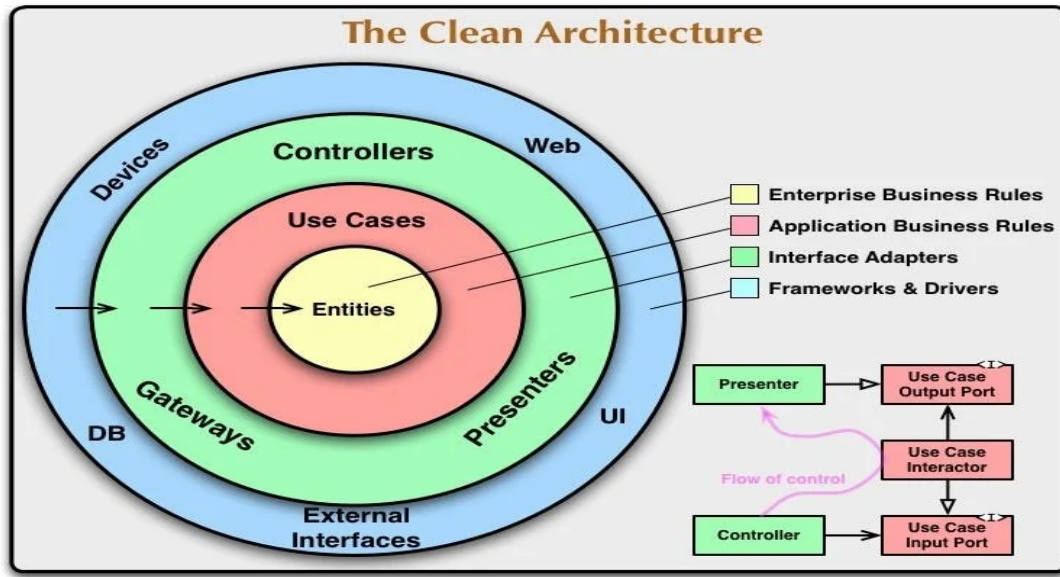 The Clean Architecture
Devices
Web
Controllers
Use Cases
Entities
Gateways
Presenters
DB
UI
External
Interfaces
Enterprise Business Rules
Application Business Rules
Interface Adapters
Frameworks & Drivers
Presenter
<I>
Use Case
Output Port
Use Case
Interactor
Flow of control
Controller
<I>
Use Case
Input Port